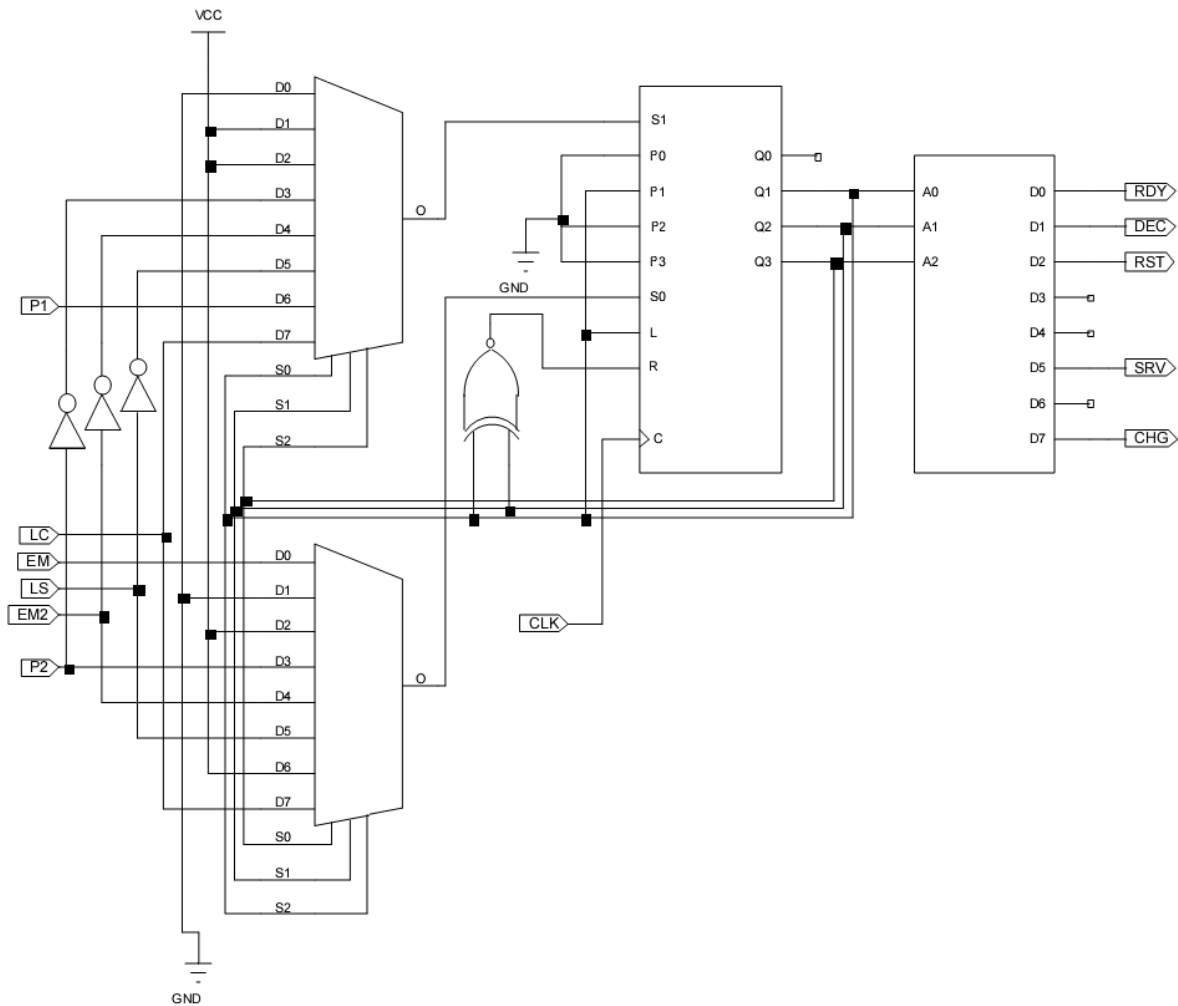 VCC
D0
D1
D2
D3
D4
D5
D6
D7
S0
S1
S2
O
P1
LC
EM
LS
EM2
P2
D0
D1
D2
D3
D4
D5
D6
D7
S0
S1
S2
O
GND
GND
CLK
S1
P0
P1
P2
P3
S0
L
R
C
Q0
Q1
Q2
Q3
A0
A1
A2
D0
D1
D2
D3
D4
D5
D6
D7
RDY
DEC
RST
SRV
CHG